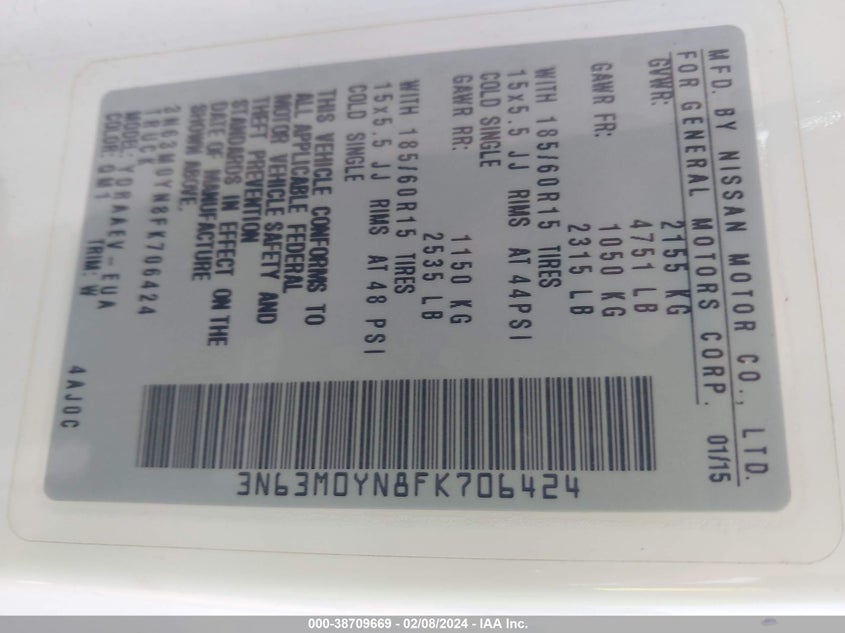 MFD. BY NISSAN MOTOR CO., LTD.
FOR GENERAL MOTORS CORP. 01/15
GVWR: 2155 KG
4751 LB
GAWR FR: 1050 KG
2315 LB
WITH 185/60R15 TIRES
15x5.5 JJ RIMS AT 44PSI
COLD SINGLE
GAWR RR: 1150 KG
2535 LB
WITH 185/60R15 TIRES
15x5.5 JJ RIMS AT 48 PSI
COLD SINGLE
THIS VEHICLE CONFORMS TO
ALL APPLICABLE FEDERAL
MOTOR VEHICLE SAFETY AND
THEFT PREVENTION
STANDARDS IN EFFECT ON THE
DATE OF MANUFACTURE
SHOWN ABOVE.
3N63M0YN8FK706424
TRUCK
MODEL: YDRAAEV-EUA
COLOR: QM1 TRIM: W 4AJ0C
3N63M0YN8FK706424
000-38709669 - 02/08/2024 - IAA Inc.